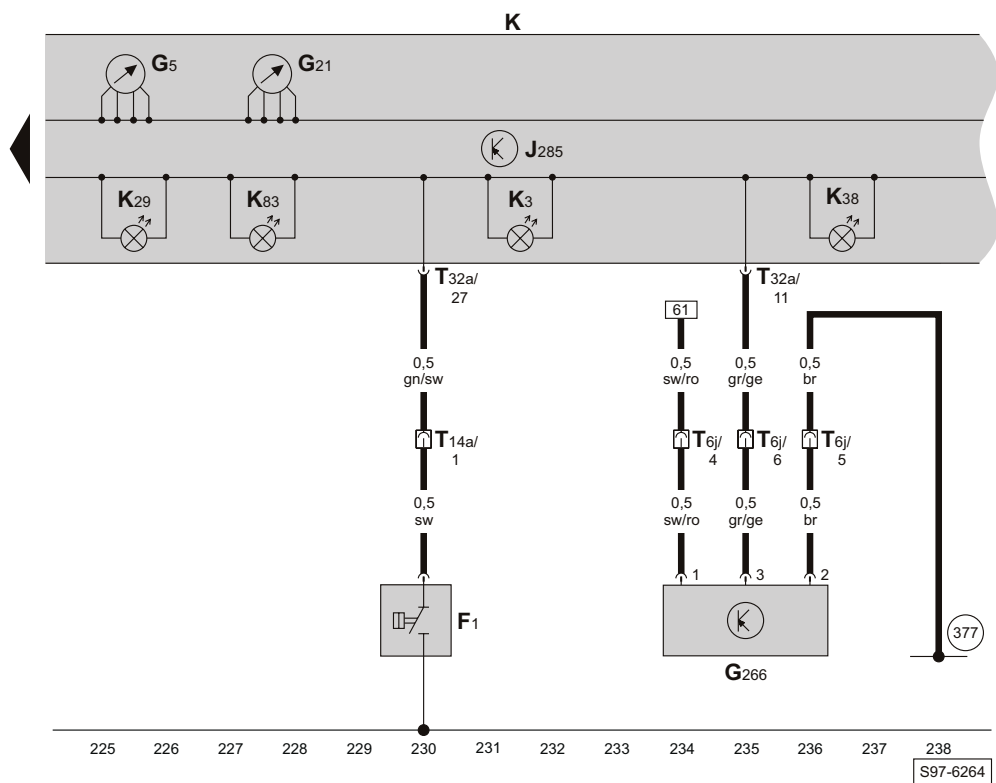 K
G5 G21
J285
K29 K83 K3 K38
T32a/ T32a/
27 11
61
0,5 0,5 0,5 0,5
gn/sw sw/ro gr/ge br
T14a/ T6j/ T6j/ T6j/
1 4 6 5
0,5 0,5 0,5 0,5
sw sw/ro gr/ge br
1 3 2
F1
377
G266
225 226 227 228 229 230 231 232 233 234 235 236 237 238
S97-6264